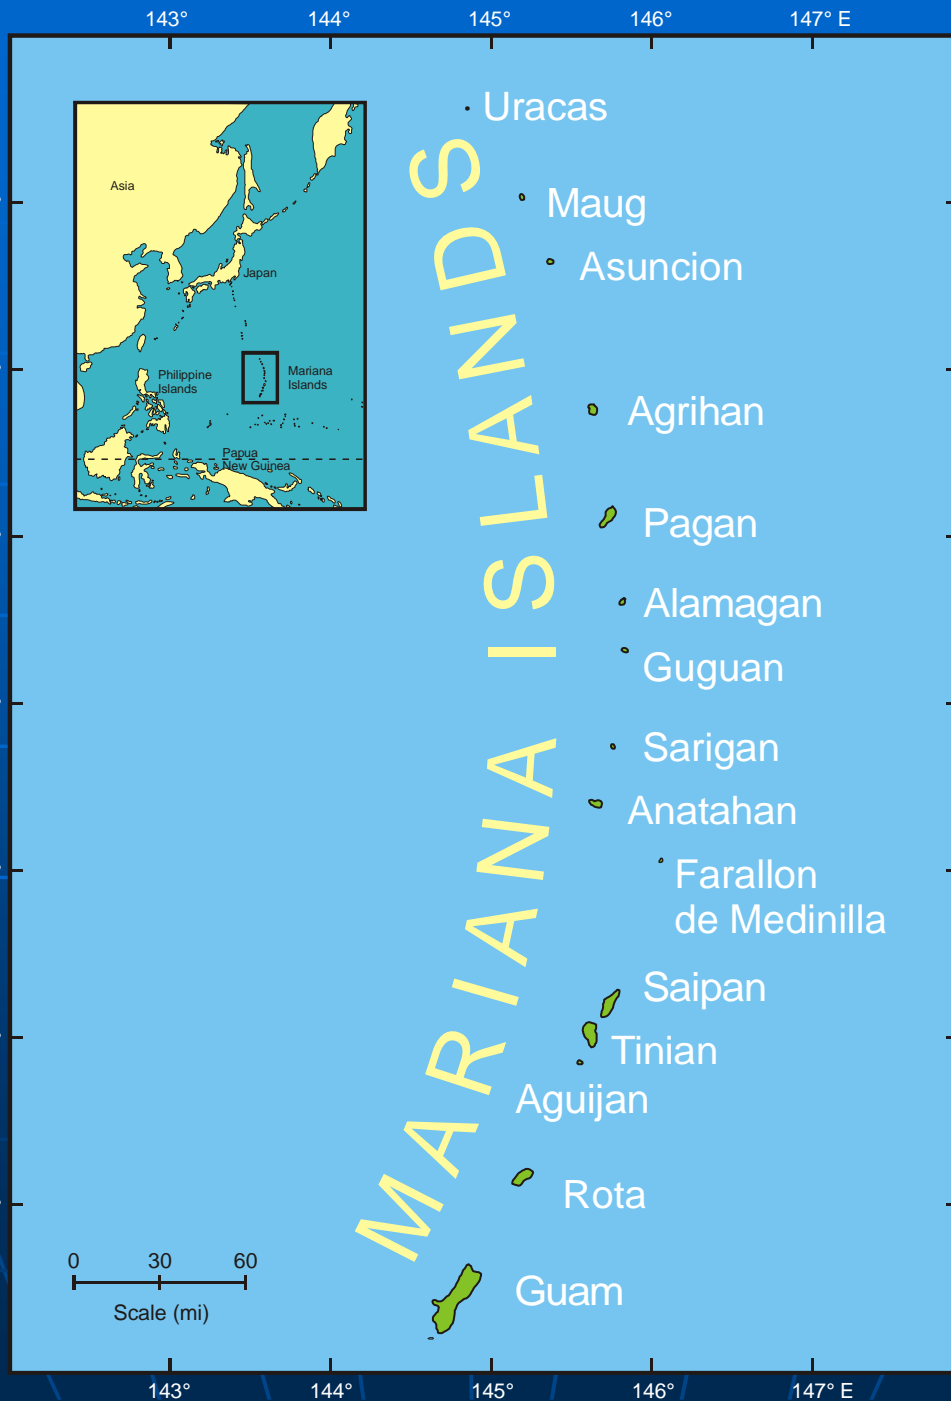 143°
144°
145°
146°
147° E
Uracas
Maug
Asuncion
Agrihan
Pagan
Alamagan
Guguan
Sarigan
Anatahan
Farallon
de Medinilla
Saipan
Tinian
Aguijan
Rota
Guam
MARIANA ISLANDS
Asia
Japan
Philippine
Islands
Mariana
Islands
Papua
New Guinea
0 30 60
Scale (mi)
143°
144°
145°
146°
147° E